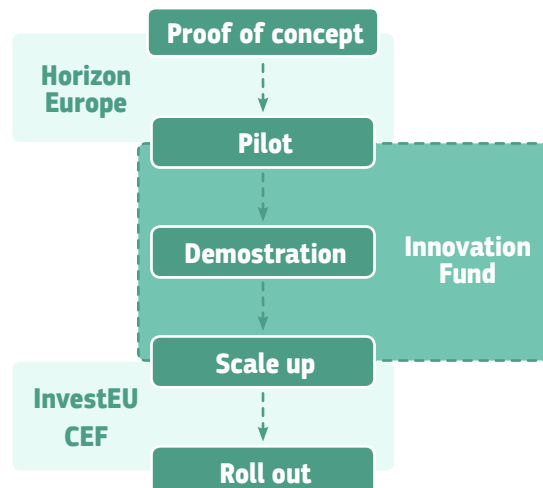 Proof of concept
Horizon
Europe
Pilot
Demostration
Innovation
Fund
Scale up
InvestEU
CEF
Roll out